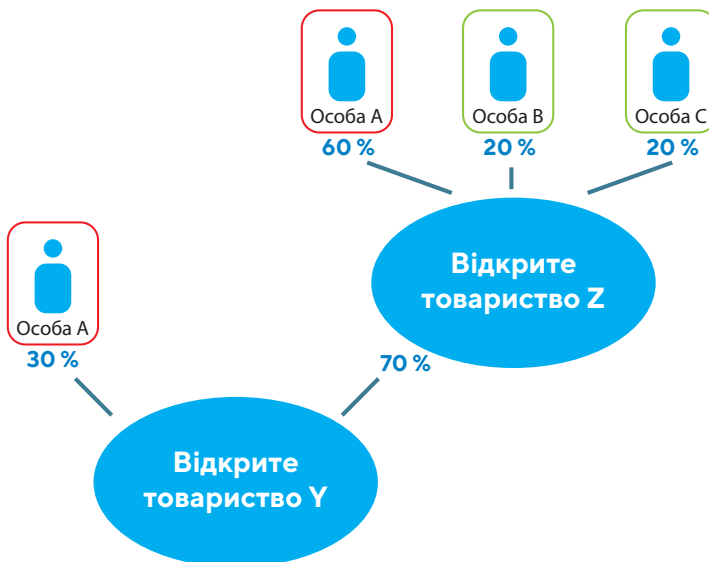 Особа A
Особа B
Особа C
60 %
20 %
20 %
Відкрите
товариство Z
Особа A
30 %
70 %
Відкрите
товариство Y